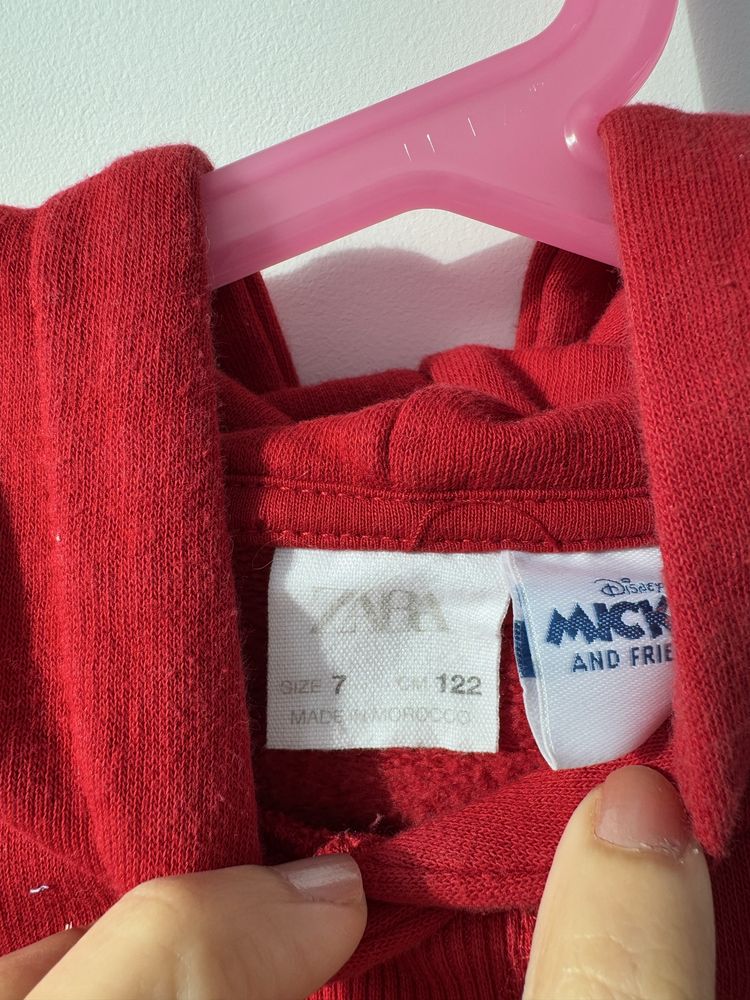 ZARA
SIZE 7 CM 122
MADE IN MOROCCO
Disney
MICK
AND FRIE